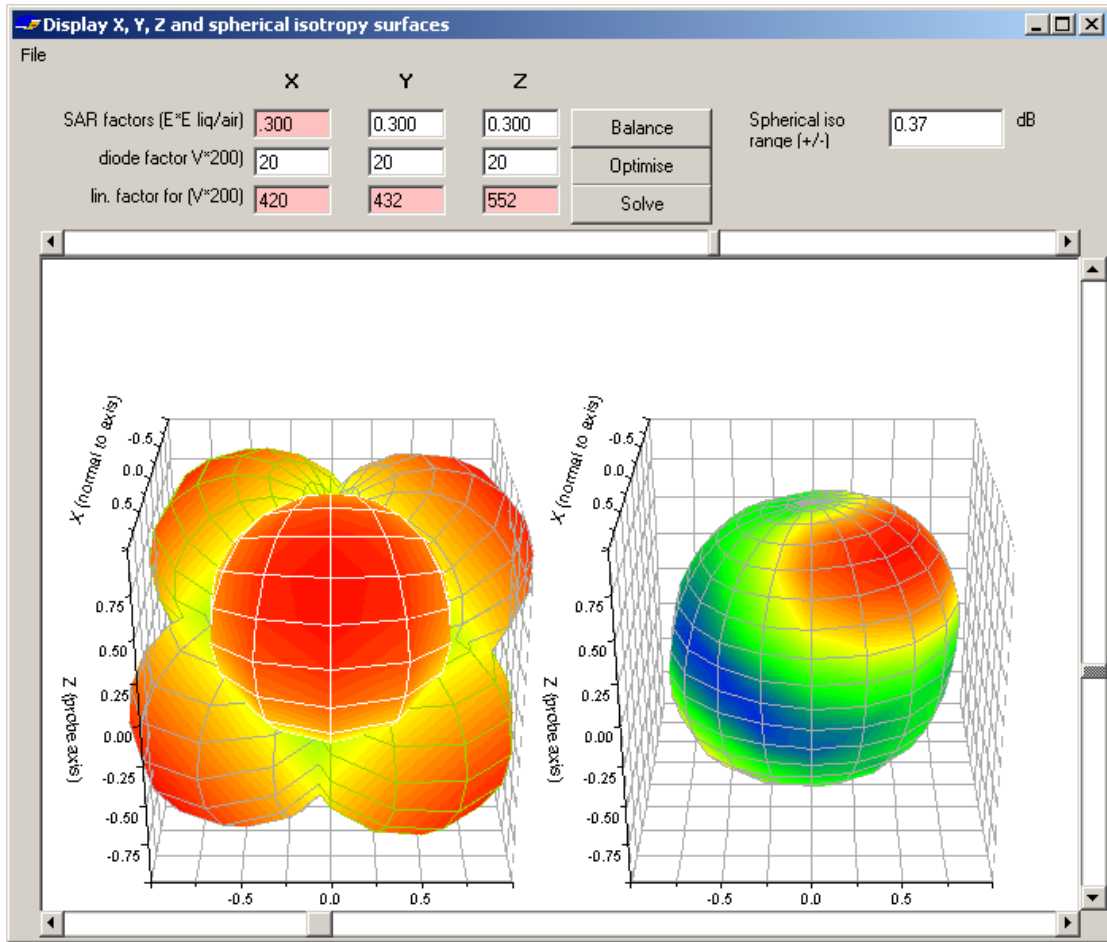 Display X, Y, Z and spherical isotropy surfaces
File
X Y Z
SAR factors (E*E liq/air) .300 0.300 0.300 Balance Spherical iso range (+/-) 0.37 dB
diode factor V*200) 20 20 20 Optimise
lin. factor for (V*200) 420 432 552 Solve
X (normal to axis)
-0.5
0.0
0.5
0.75
0.50
0.25
0.00
-0.25
-0.50
-0.75
Z (probe axis)
-0.5 0.0 0.5
X (normal to axis)
-0.5
0.0
0.5
0.75
0.50
0.25
0.00
-0.25
-0.50
-0.75
Z (probe axis)
-0.5 0.0 0.5